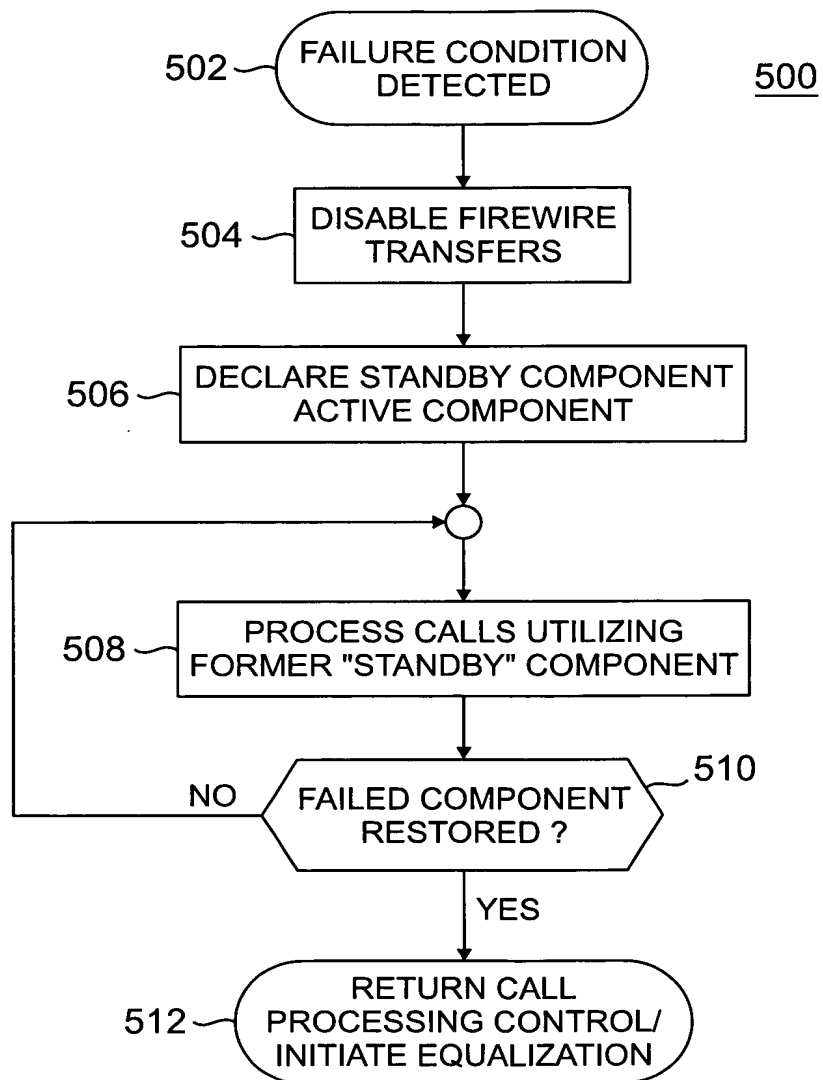 FAILURE CONDITION
DETECTED
502
500
DISABLE FIREWIRE
TRANSFERS
504
DECLARE STANDBY COMPONENT
ACTIVE COMPONENT
506
PROCESS CALLS UTILIZING
FORMER "STANDBY" COMPONENT
508
510
NO
FAILED COMPONENT
RESTORED ?
YES
RETURN CALL
PROCESSING CONTROL/
INITIATE EQUALIZATION
512